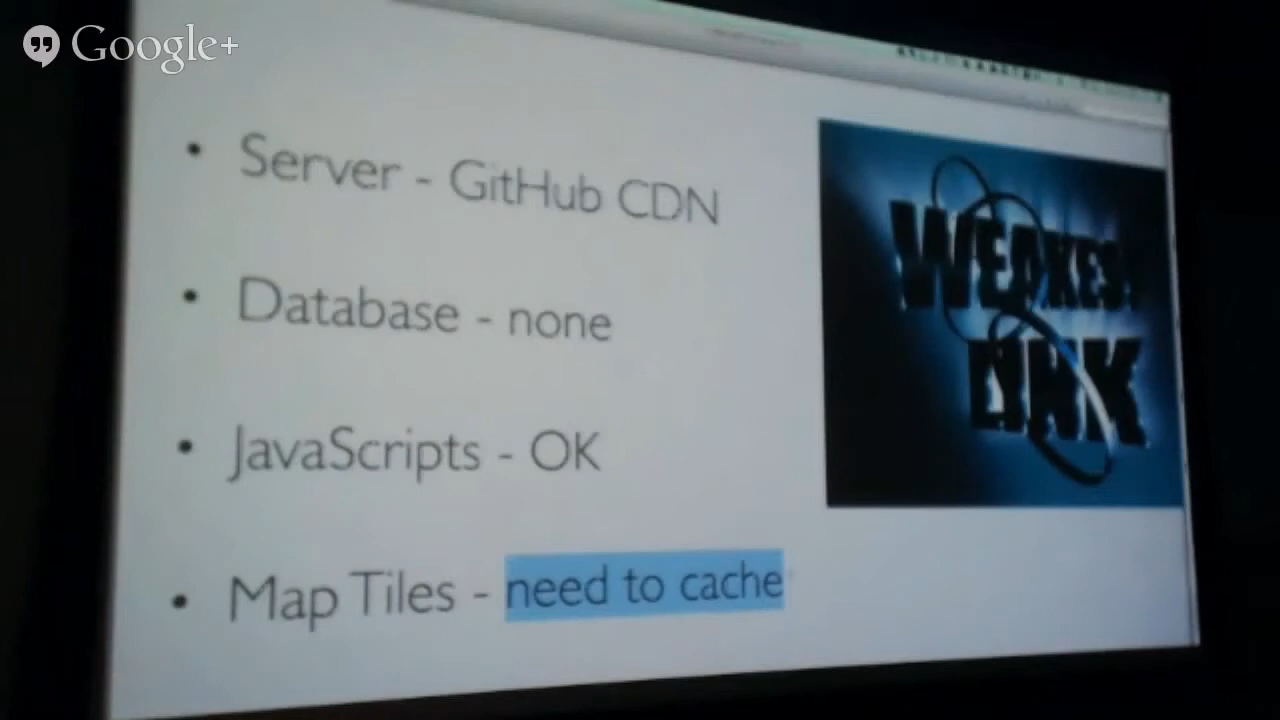 Google+
Server - GitHub CDN
Database - none
JavaScripts - OK
Map Tiles - need to cache
WEAKEST
LINK